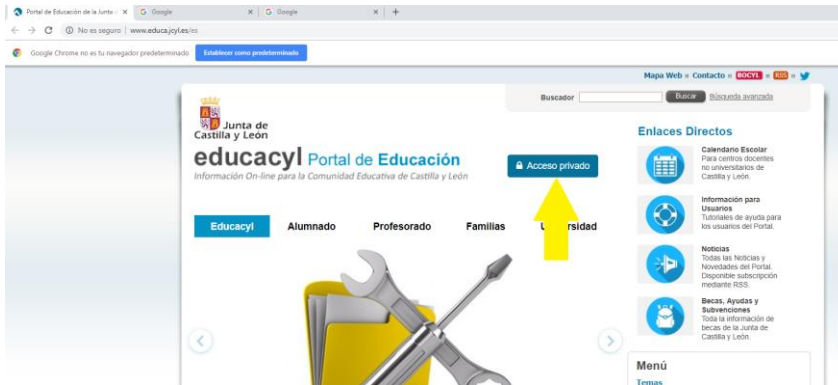 Portal de Educación de la Junta
Google
Google
No es seguro | www.educa.jcyl.es/es
Google Chrome no es tu navegador predeterminado
Establecer como predeterminado
Mapa Web » Contacto » BOCYL » RSS »
Buscador
Buscar
Búsqueda avanzada
Junta de
Castilla y León
educacyl Portal de Educación
Información On-line para la Comunidad Educativa de Castilla y León
Acceso privado
Educacyl
Alumnado
Profesorado
Familias
Enlaces Directos
Calendario Escolar
Para centros docentes
no universitarios de
Castilla y León.
Información para
Usuarios
Tutoriales de ayuda para
los usuarios del Portal.
Noticias
Todas las Noticias y
Novedades del Portal.
Disponible subscripción
mediante RSS.
Becas, Ayudas y
Subvenciones
Toda la información de
becas de la Junta de
Castilla y León.
Menú
Temas